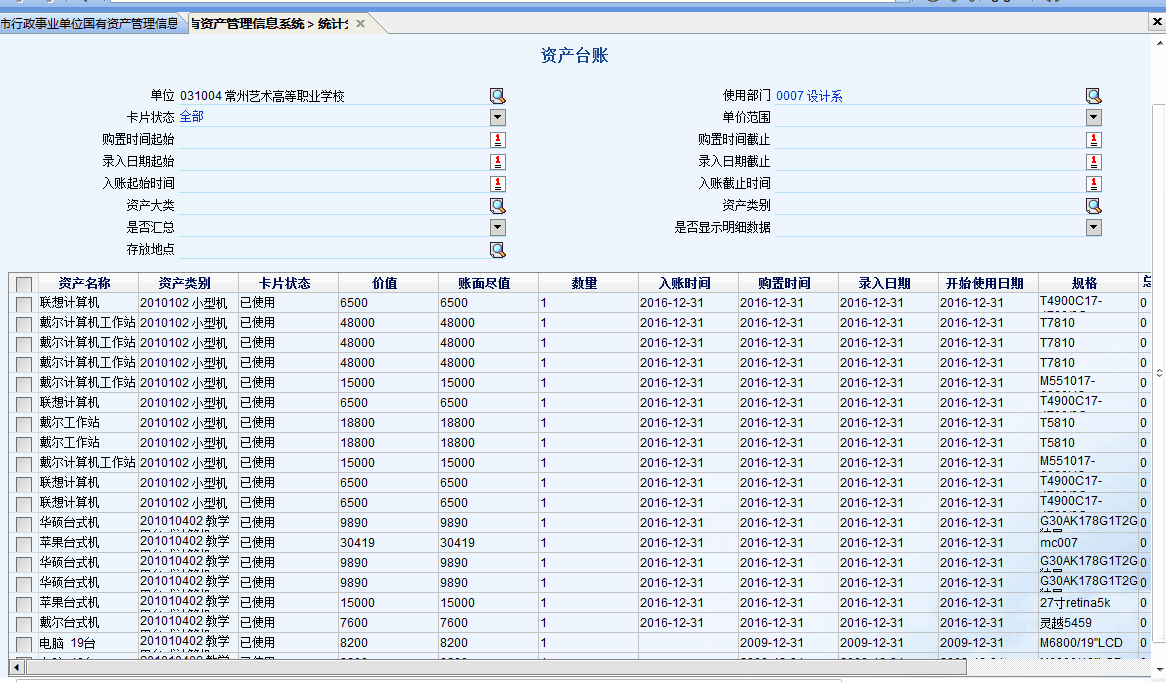 市行政事业单位国有资产管理信息
有资产管理信息系统 > 统计分
资产台账
单位 031004 常州艺术高等职业学校 使用部门 0007 设计系
卡片状态 全部 单价范围
购置时间起始 购置时间截止
录入日期起始 录入日期截止
入账起始时间 入账截止时间
资产大类 资产类别
是否汇总 是否显示明细数据
存放地点
资产名称 资产类别 卡片状态 价值 账面尽值 数量 入账时间 购置时间 录入日期 开始使用日期 规格
联想计算机 2010102 小型机 已使用 6500 6500 1 2016-12-31 2016-12-31 2016-12-31 2016-12-31 T4900C17- 0
戴尔计算机工作站 2010102 小型机 已使用 48000 48000 1 2016-12-31 2016-12-31 2016-12-31 2016-12-31 T7810 0
戴尔计算机工作站 2010102 小型机 已使用 48000 48000 1 2016-12-31 2016-12-31 2016-12-31 2016-12-31 T7810 0
戴尔计算机工作站 2010102 小型机 已使用 48000 48000 1 2016-12-31 2016-12-31 2016-12-31 2016-12-31 T7810 0
戴尔计算机工作站 2010102 小型机 已使用 15000 15000 1 2016-12-31 2016-12-31 2016-12-31 2016-12-31 M551017- 0
联想计算机 2010102 小型机 已使用 6500 6500 1 2016-12-31 2016-12-31 2016-12-31 2016-12-31 T4900C17- 0
戴尔工作站 2010102 小型机 已使用 18800 18800 1 2016-12-31 2016-12-31 2016-12-31 2016-12-31 T5810 0
戴尔工作站 2010102 小型机 已使用 18800 18800 1 2016-12-31 2016-12-31 2016-12-31 2016-12-31 T5810 0
戴尔计算机工作站 2010102 小型机 已使用 15000 15000 1 2016-12-31 2016-12-31 2016-12-31 2016-12-31 M551017- 0
联想计算机 2010102 小型机 已使用 6500 6500 1 2016-12-31 2016-12-31 2016-12-31 2016-12-31 T4900C17- 0
联想计算机 2010102 小型机 已使用 6500 6500 1 2016-12-31 2016-12-31 2016-12-31 2016-12-31 T4900C17- 0
华硕台式机 201010402 教学 已使用 9890 9890 1 2016-12-31 2016-12-31 2016-12-31 2016-12-31 G30AK178G1T2G 0
苹果台式机 201010402 教学 已使用 30419 30419 1 2016-12-31 2016-12-31 2016-12-31 2016-12-31 mc007 0
华硕台式机 201010402 教学 已使用 9890 9890 1 2016-12-31 2016-12-31 2016-12-31 2016-12-31 G30AK178G1T2G 0
华硕台式机 201010402 教学 已使用 9890 9890 1 2016-12-31 2016-12-31 2016-12-31 2016-12-31 G30AK178G1T2G 0
苹果台式机 201010402 教学 已使用 15000 15000 1 2016-12-31 2016-12-31 2016-12-31 2016-12-31 27寸retina5k 0
戴尔台式机 201010402 教学 已使用 7600 7600 1 2016-12-31 2016-12-31 2016-12-31 2016-12-31 灵越5459 0
电脑 19台 201010402 教学 已使用 8200 8200 1 2009-12-31 2009-12-31 2009-12-31 M6800/19"LCD 0